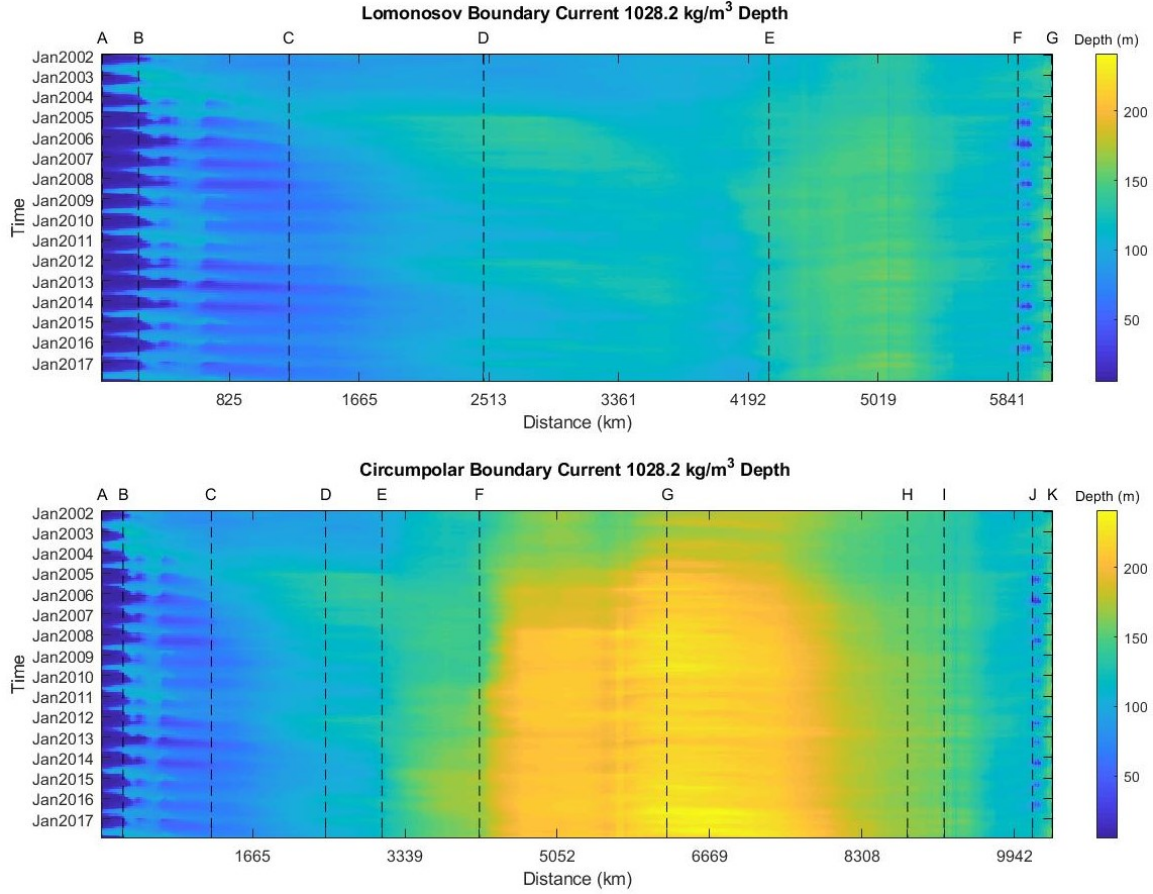 Lomonosov Boundary Current 1028.2 kg/m³ Depth
A B C D E F G Depth (m)
Jan2002
Jan2003
Jan2004
Jan2005
Jan2006
Jan2007
Jan2008
Jan2009
Jan2010
Jan2011
Jan2012
Jan2013
Jan2014
Jan2015
Jan2016
Jan2017
Time
200
150
100
50
825 1665 2513 3361 4192 5019 5841
Distance (km)
Circumpolar Boundary Current 1028.2 kg/m³ Depth
A B C D E F G H I J K Depth (m)
Jan2002
Jan2003
Jan2004
Jan2005
Jan2006
Jan2007
Jan2008
Jan2009
Jan2010
Jan2011
Jan2012
Jan2013
Jan2014
Jan2015
Jan2016
Jan2017
Time
200
150
100
50
1665 3339 5052 6669 8308 9942
Distance (km)